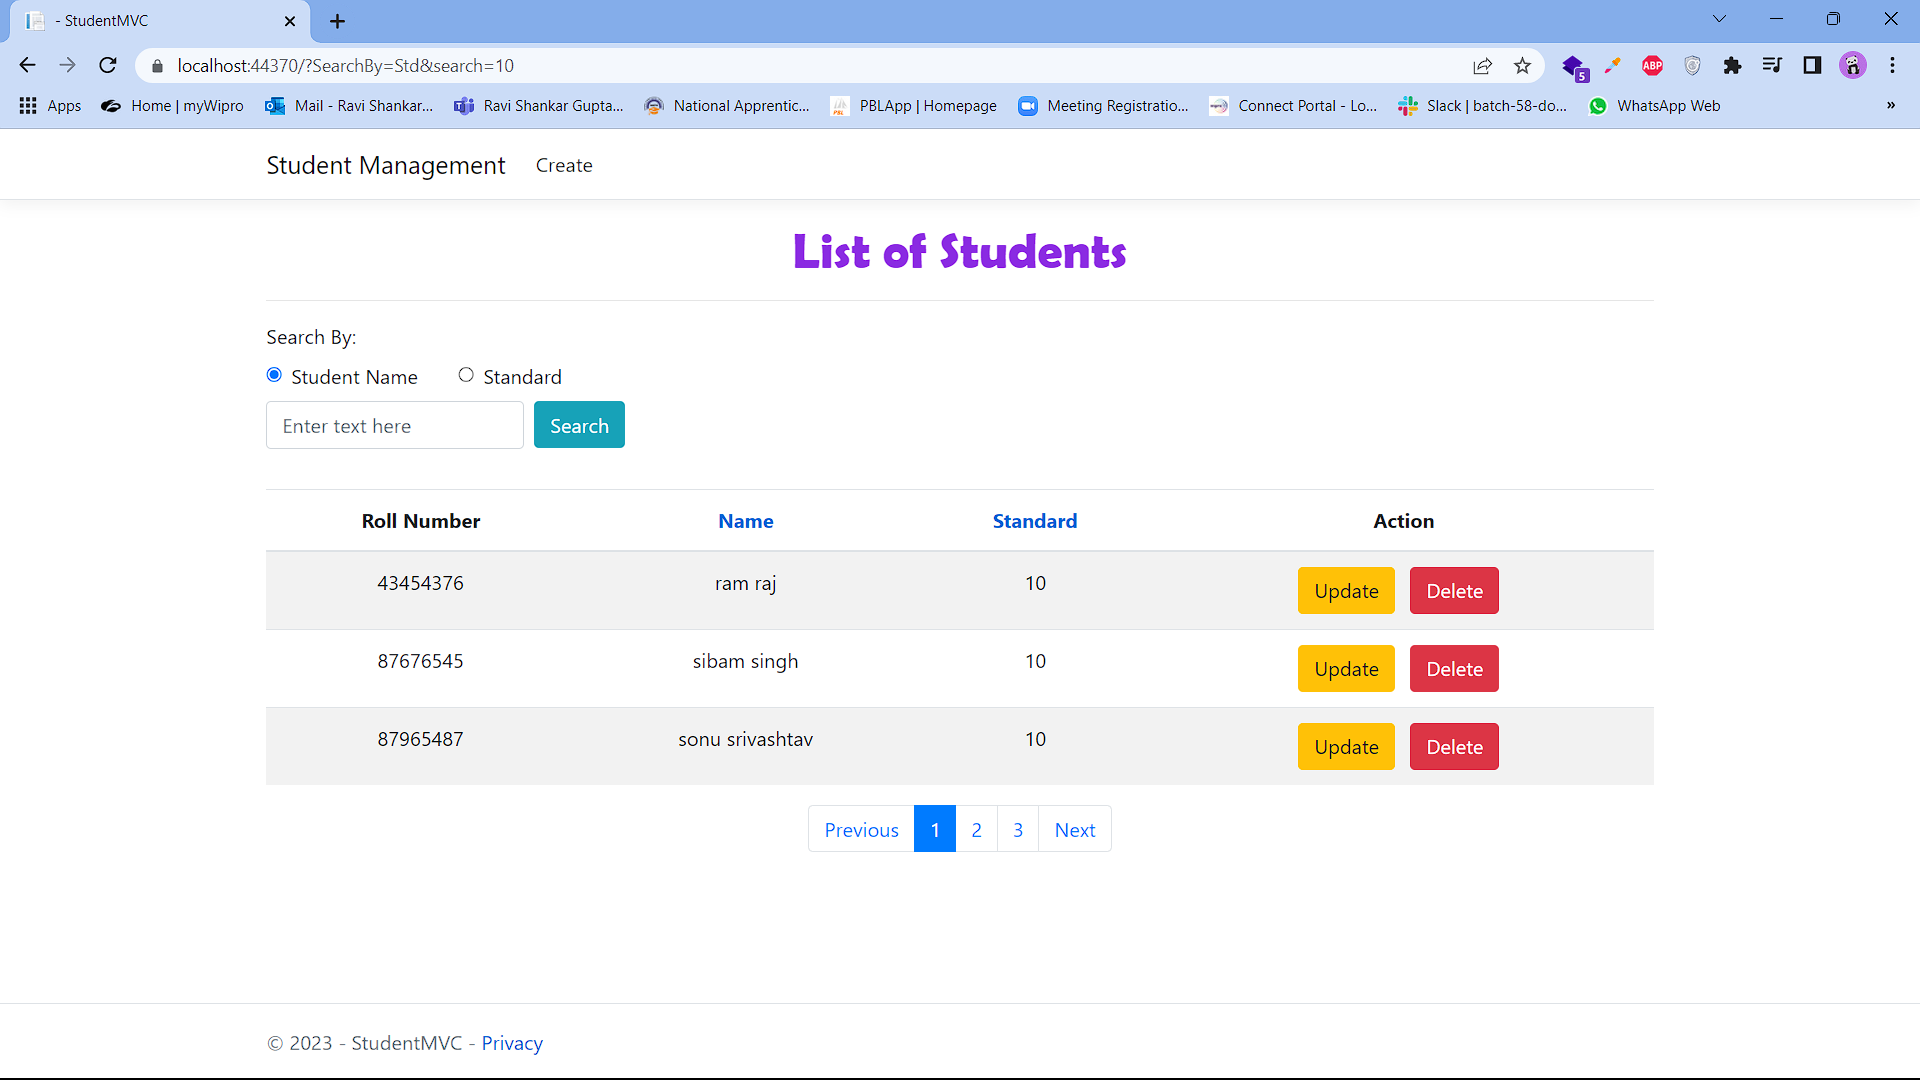 - StudentMVC
localhost:44370/?SearchBy=Std&search=10
5
ABP
Apps
Home | myWipro
Mail - Ravi Shankar...
Ravi Shankar Gupta...
National Apprentic...
PBLApp | Homepage
Meeting Registratio...
Connect Portal - Lo...
Slack | batch-58-do...
WhatsApp Web
»
Student Management Create
List of Students
Search By:
Student Name Standard
Enter text here Search
Roll Number Name Standard Action
43454376 ram raj 10 Update Delete
87676545 sibam singh 10 Update Delete
87965487 sonu srivashtav 10 Update Delete
Previous 1 2 3 Next
© 2023 - StudentMVC - Privacy